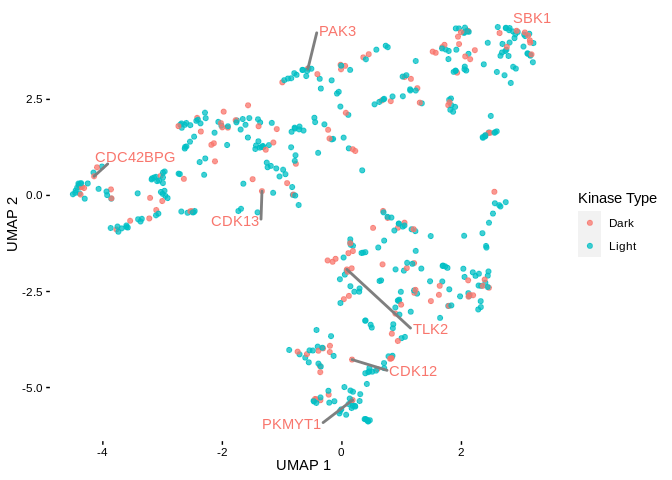 SBK1
PAK3
2.5
CDC42BPG
0.0
CDK13
UMAP 2
Kinase Type
Dark
Light
-2.5
TLK2
CDK12
-5.0
PKMYT1
-4
-2
0
2
UMAP 1